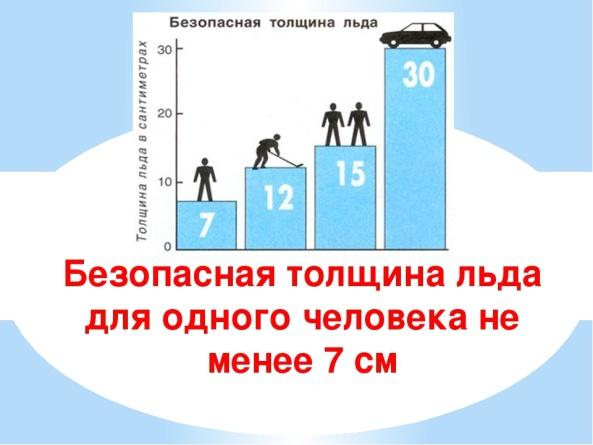 Безопасная толщина льда
Толщина льда в сантиметрах
30
20
10
0
7
12
15
30
Безопасная толщина льда
для одного человека не
менее 7 см